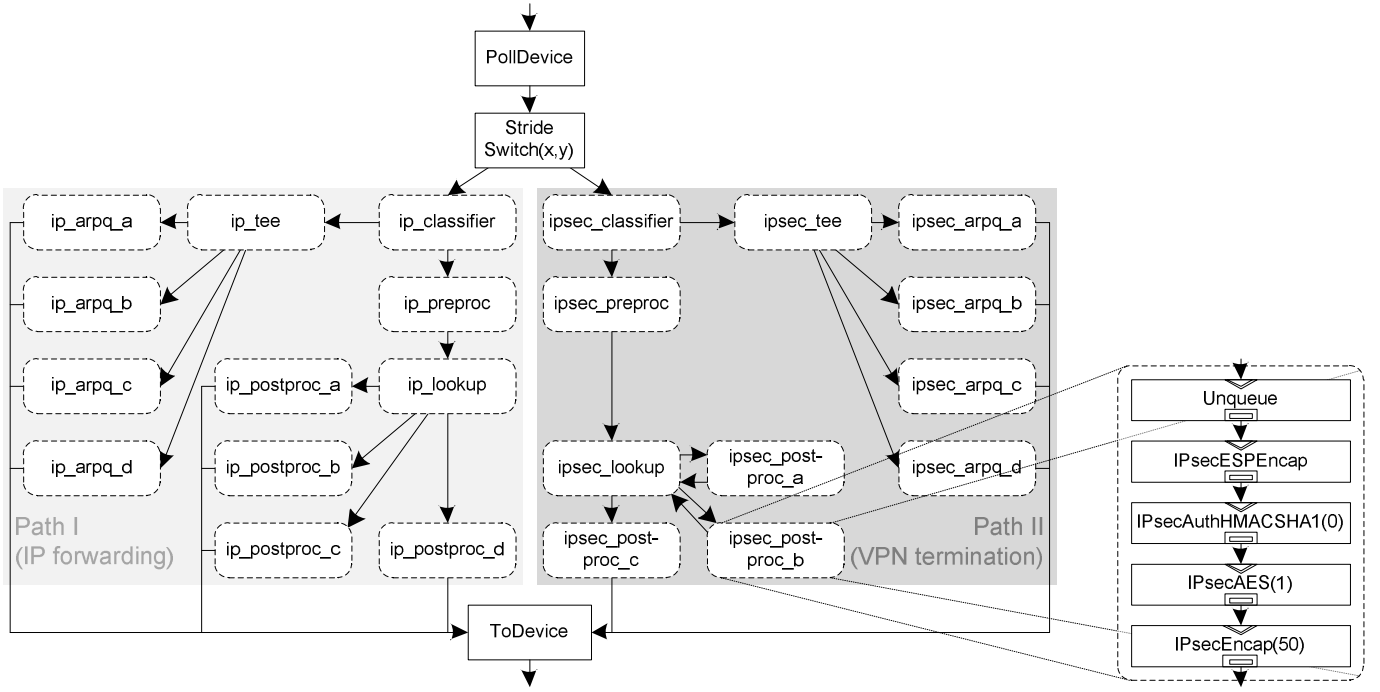 PollDevice
Stride
Switch(x,y)
ip_arpq_a
ip_tee
ip_classifier
ip_arpq_b
ip_preproc
ip_arpq_c
ip_postproc_a
ip_lookup
ip_arpq_d
ip_postproc_b
Path I
(IP forwarding)
ip_postproc_c
ip_postproc_d
ipsec_classifier
ipsec_tee
ipsec_arpq_a
ipsec_preproc
ipsec_arpq_b
ipsec_arpq_c
ipsec_lookup
ipsec_post-
proc_a
ipsec_arpq_d
ipsec_post-
proc_c
ipsec_post-
proc_b
Path II
(VPN termination)
ToDevice
Unqueue
IPsecESPEncap
IPsecAuthHMACSHA1(0)
IPsecAES(1)
IPsecEncap(50)